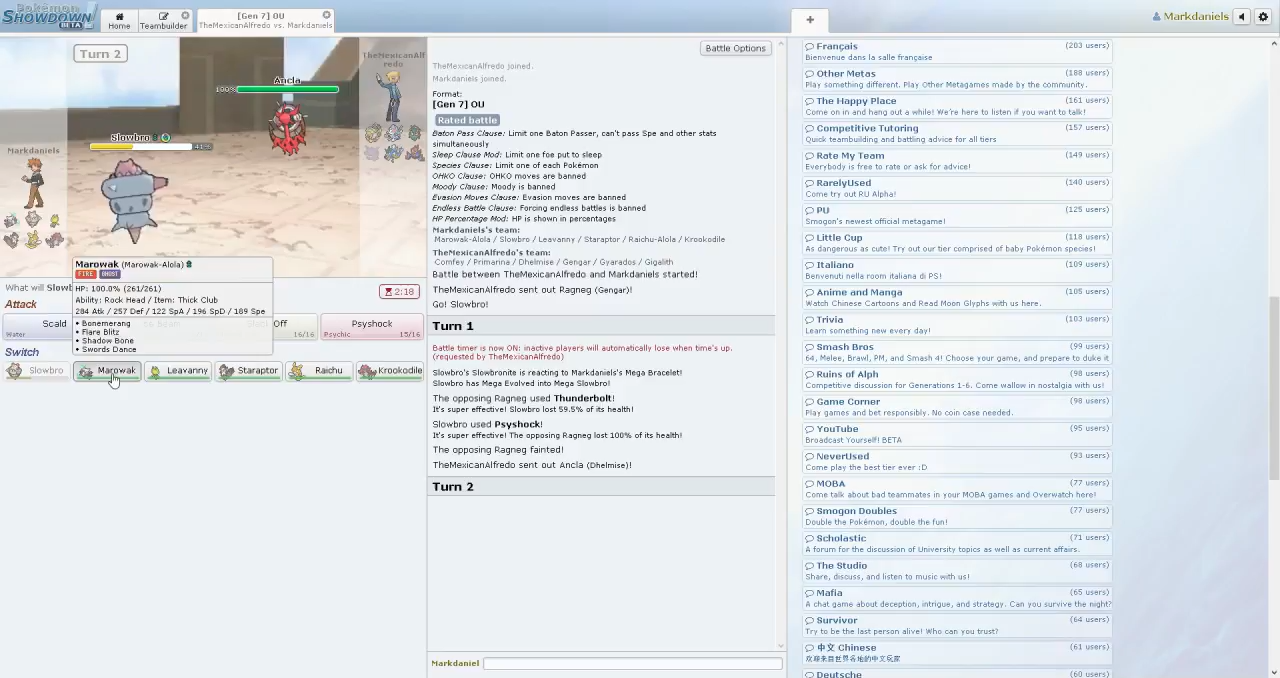 Pokémon
Showdown
BETA
Home
Teambuilder
[Gen 7] OU
TheMexicanAlfredo vs. Markdaniels
+
Markdaniels
Turn 2
TheMexicanAlf
redo
Ancla
100%
Slowbro
41%
Markdaniels
Marowak (Marowak-Alola)
FIRE GHOST
HP: 100.0% (261/261)
Ability: Rock Head / Item: Thick Club
284 Atk / 257 Def / 122 SpA / 196 SpD / 189 Spe
• Bonemerang
• Flare Blitz
• Shadow Bone
• Swords Dance
What will Slowb
2:18
Attack
Scald
Water
Off
16/16
Psyshock
Psychic 15/16
Switch
Slowbro
Marowak
Leavanny
Staraptor
Raichu
Krookodile
Battle Options
TheMexicanAlfredo joined.
Markdaniels joined.
Format:
[Gen 7] OU
Rated battle
Baton Pass Clause: Limit one Baton Passer, can't pass Spe and other stats
simultaneously
Sleep Clause Mod: Limit one foe put to sleep
Species Clause: Limit one of each Pokémon
OHKO Clause: OHKO moves are banned
Moody Clause: Moody is banned
Evasion Moves Clause: Evasion moves are banned
Endless Battle Clause: Forcing endless battles is banned
HP Percentage Mod: HP is shown in percentages
Markdaniels's team:
Marowak-Alola / Slowbro / Leavanny / Staraptor / Raichu-Alola / Krookodile
TheMexicanAlfredo's team:
Comfey / Primarina / Dhelmise / Gengar / Gyarados / Gigalith
Battle between TheMexicanAlfredo and Markdaniels started!
TheMexicanAlfredo sent out Ragneg (Gengar)!
Go! Slowbro!
Turn 1
Battle timer is now ON: inactive players will automatically lose when time's up.
(requested by TheMexicanAlfredo)
Slowbro's Slowbronite is reacting to Markdaniels's Mega Bracelet!
Slowbro has Mega Evolved into Mega Slowbro!
The opposing Ragneg used Thunderbolt!
It's super effective! Slowbro lost 59.5% of its health!
Slowbro used Psyshock!
It's super effective! The opposing Ragneg lost 100% of its health!
The opposing Ragneg fainted!
TheMexicanAlfredo sent out Ancla (Dhelmise)!
Turn 2
Markdaniel
Français
(203 users)
Bienvenue dans la salle française
Other Metas
(188 users)
Play something different. Play Other Metagames made by the community.
The Happy Place
(161 users)
Come on in and hang out a while! We're here to listen if you want to talk!
Competitive Tutoring
(157 users)
Quick teambuilding and battling advice for all tiers
Rate My Team
(149 users)
Everybody is free to rate or ask for advice!
RarelyUsed
(140 users)
Come try out RU Alpha!
PU
(125 users)
Smogon's newest official metagame!
Little Cup
(118 users)
As dangerous as cute! Try out our tier comprised of baby Pokémon species!
Italiano
(109 users)
Benvenuti nella room italiana di PS!
Anime and Manga
(105 users)
Watch Chinese Cartoons and Read Moon Glyphs with us here.
Trivia
(103 users)
Learn something new every day!
Smash Bros
(99 users)
64, Melee, Brawl, PM, and Smash 4! Choose your game, and prepare to duke it
Ruins of Alph
(98 users)
Competitive discussion for Generations 1-6. Come wallow in nostalgia with us!
Game Corner
(98 users)
Play games and bet responsibly. No coin case needed.
YouTube
(95 users)
Broadcast Yourself! BETA
NeverUsed
(93 users)
Come play the best tier ever :D
MOBA
(77 users)
Come talk about bad teammates in your MOBA games and Overwatch here!
Smogon Doubles
(77 users)
Double the Pokémon, double the fun!
Scholastic
(71 users)
A forum for the discussion of University topics as well as current affairs.
The Studio
(68 users)
Share, discuss, and listen to music with us!
Mafia
(65 users)
A chat game about deception, intrigue, and strategy. Can you survive the night?
Survivor
(64 users)
Try to be the last person alive! Who can you trust?
中文 Chinese
(61 users)
欢迎来自世界各地的中文玩家
Deutsche
(60 users)